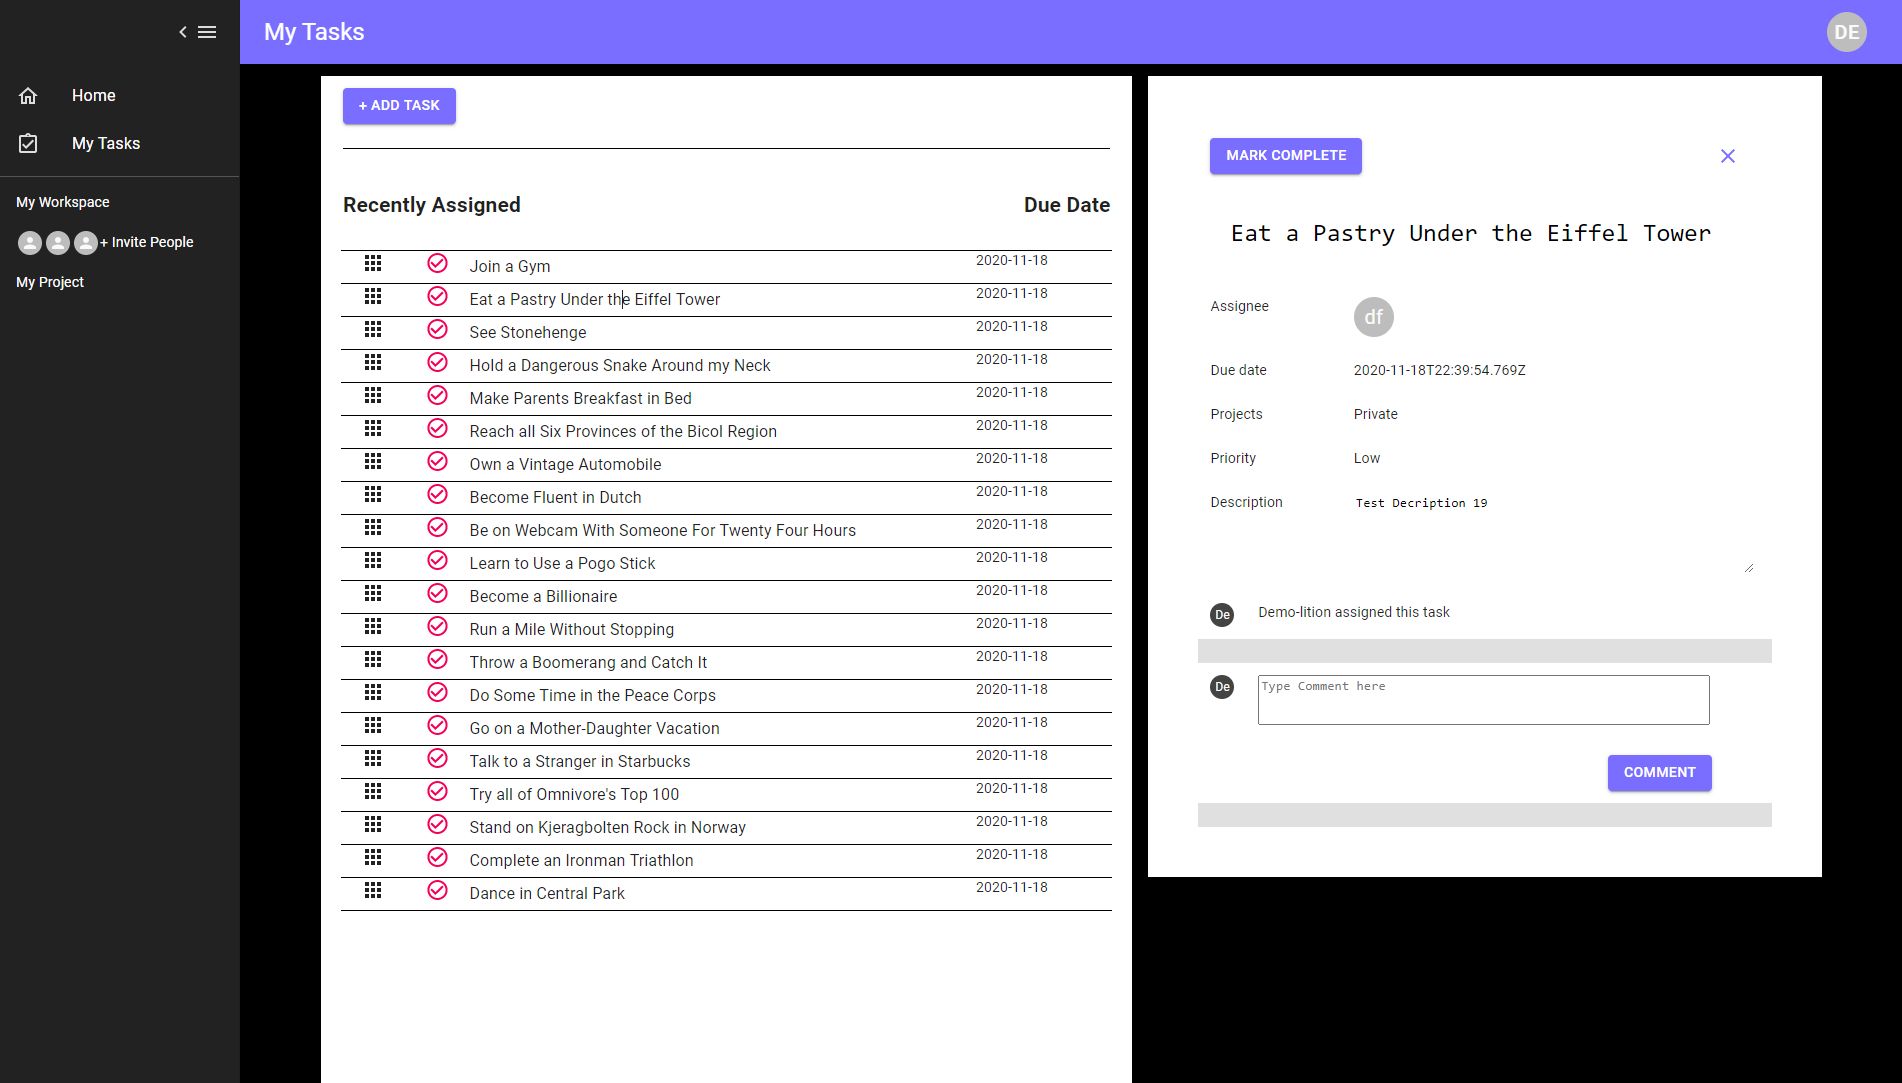 My Tasks
DE
Home
My Tasks
My Workspace
+ Invite People
My Project
+ ADD TASK
Recently Assigned Due Date
Join a Gym 2020-11-18
Eat a Pastry Under the Eiffel Tower 2020-11-18
See Stonehenge 2020-11-18
Hold a Dangerous Snake Around my Neck 2020-11-18
Make Parents Breakfast in Bed 2020-11-18
Reach all Six Provinces of the Bicol Region 2020-11-18
Own a Vintage Automobile 2020-11-18
Become Fluent in Dutch 2020-11-18
Be on Webcam With Someone For Twenty Four Hours 2020-11-18
Learn to Use a Pogo Stick 2020-11-18
Become a Billionaire 2020-11-18
Run a Mile Without Stopping 2020-11-18
Throw a Boomerang and Catch It 2020-11-18
Do Some Time in the Peace Corps 2020-11-18
Go on a Mother-Daughter Vacation 2020-11-18
Talk to a Stranger in Starbucks 2020-11-18
Try all of Omnivore's Top 100 2020-11-18
Stand on Kjeragbolten Rock in Norway 2020-11-18
Complete an Ironman Triathlon 2020-11-18
Dance in Central Park 2020-11-18
MARK COMPLETE
Eat a Pastry Under the Eiffel Tower
Assignee df
Due date 2020-11-18T22:39:54.769Z
Projects Private
Priority Low
Description Test Decription 19
De Demo-lition assigned this task
De Type Comment here
COMMENT